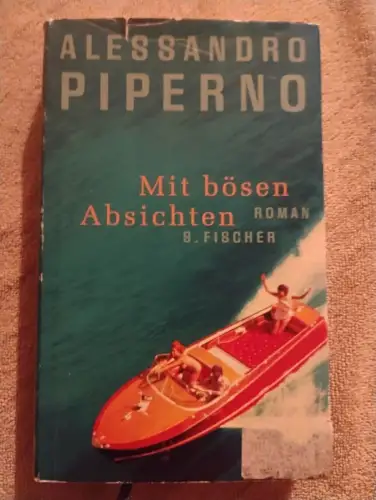 ALESSANDRO
PIPERNO
Mit bösen
Absichten ROMAN
S. FISCHER